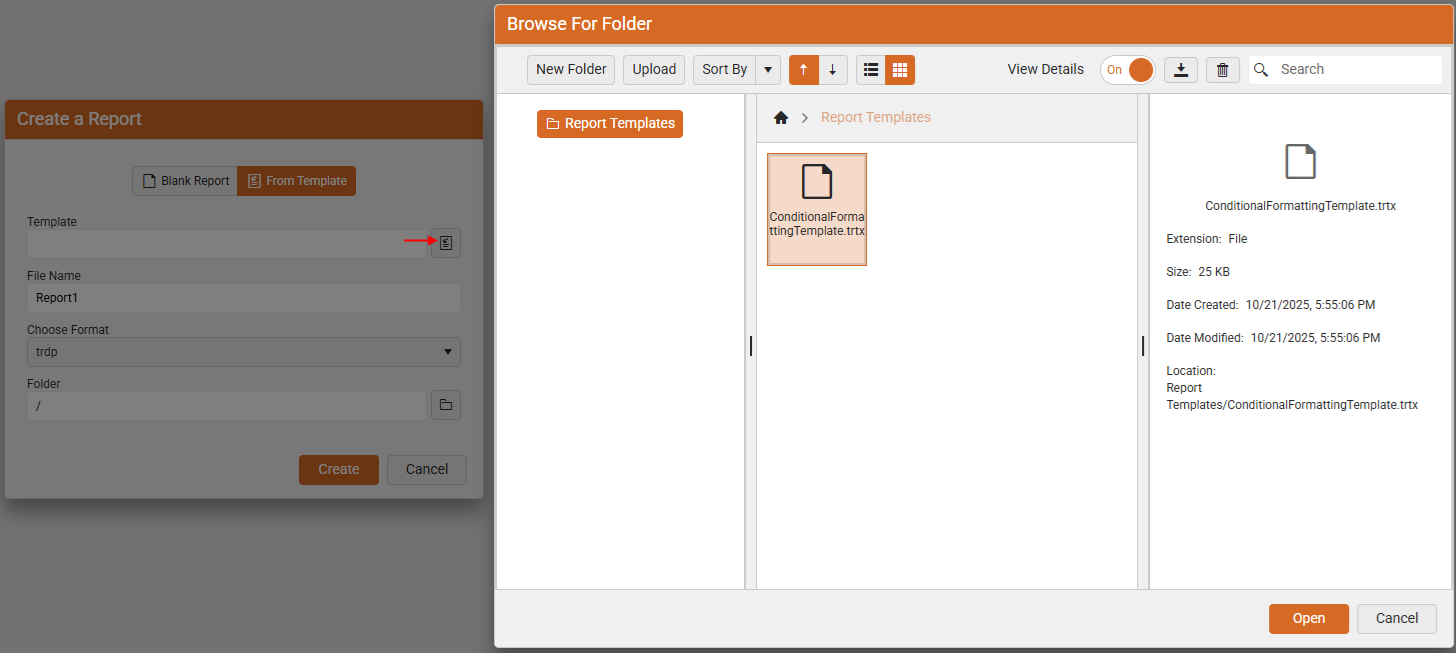 Create a Report
Blank Report
From Template
Template
File Name
Report1
Choose Format
trdp
Folder
/
Create
Cancel
Browse For Folder
New Folder
Upload
Sort By
View Details
On
Search
Report Templates
Report Templates
ConditionalForma
ttingTemplate.trtx
ConditionalFormattingTemplate.trtx
Extension: File
Size: 25 KB
Date Created: 10/21/2025, 5:55:06 PM
Date Modified: 10/21/2025, 5:55:06 PM
Location:
Report
Templates/ConditionalFormattingTemplate.trtx
Open
Cancel